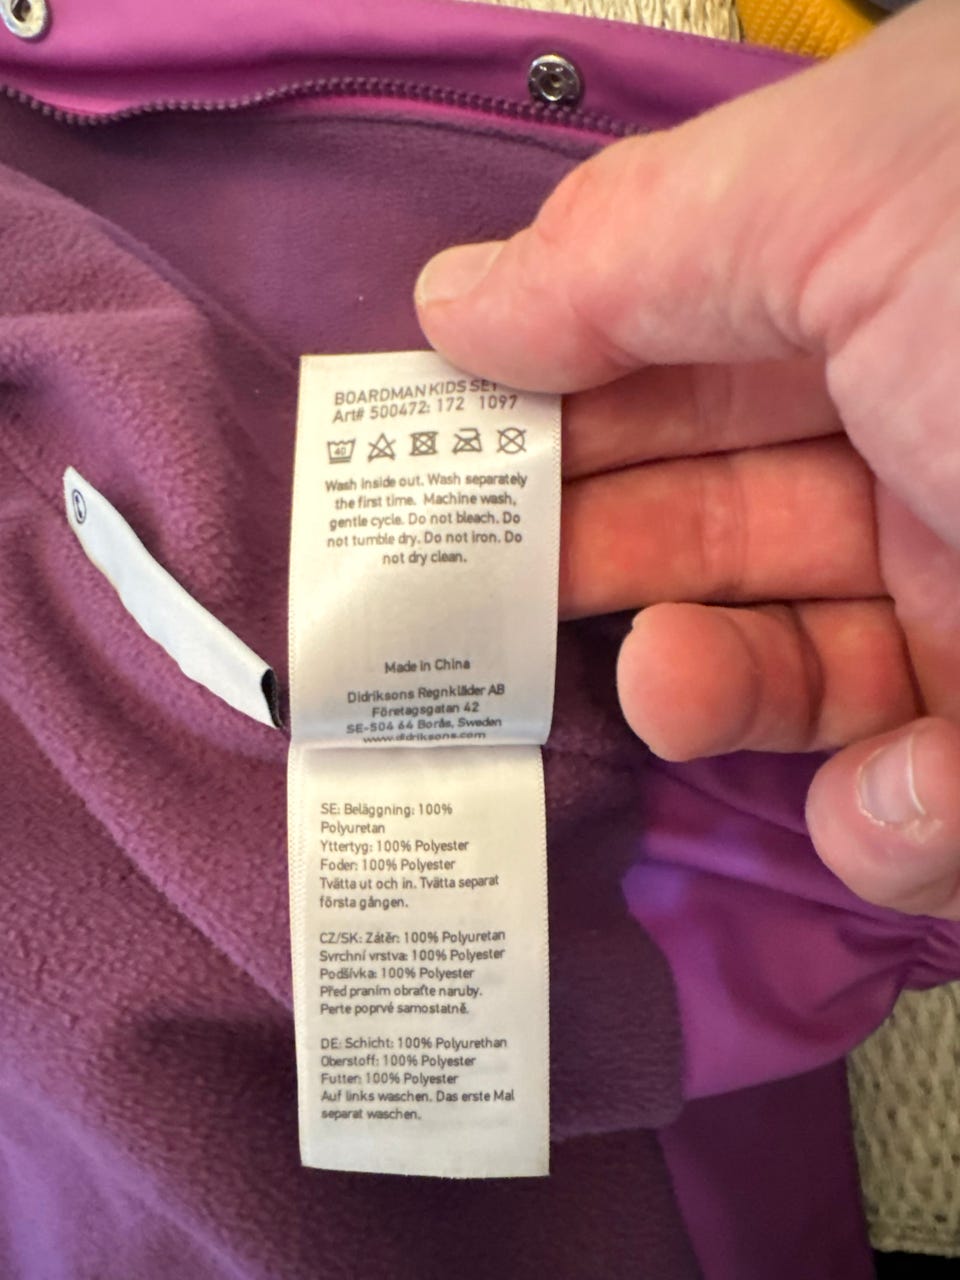 BOARDMAN KIDS SET
Art# 500472: 172 1097
40
Wash inside out. Wash separately
the first time. Machine wash,
gentle cycle. Do not bleach. Do
not tumble dry. Do not iron. Do
not dry clean.
Made in China
Didriksons Regnkläder AB
Företagsgatan 42
SE-504 64 Borås, Sweden
www.didriksons.com
SE: Beläggning: 100%
Polyuretan
Yttertyg: 100% Polyester
Foder: 100% Polyester
Tvätta ut och in. Tvätta separat
första gången.
CZ/SK: Zátěr: 100% Polyuretan
Svrchní vrstva: 100% Polyester
Podšívka: 100% Polyester
Před praním obraťte naruby.
Perte poprvé samostatně.
DE: Schicht: 100% Polyurethan
Oberstoff: 100% Polyester
Futter: 100% Polyester
Auf links waschen. Das erste Mal
separat waschen.